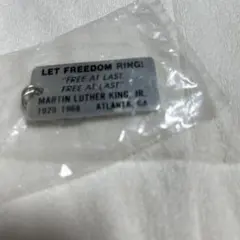 LET FREEDOM RING!
"FREE AT LAST,
FREE AT LAST"
MARTIN LUTHER KING, JR.
1929 1968 ATLANTA, GA